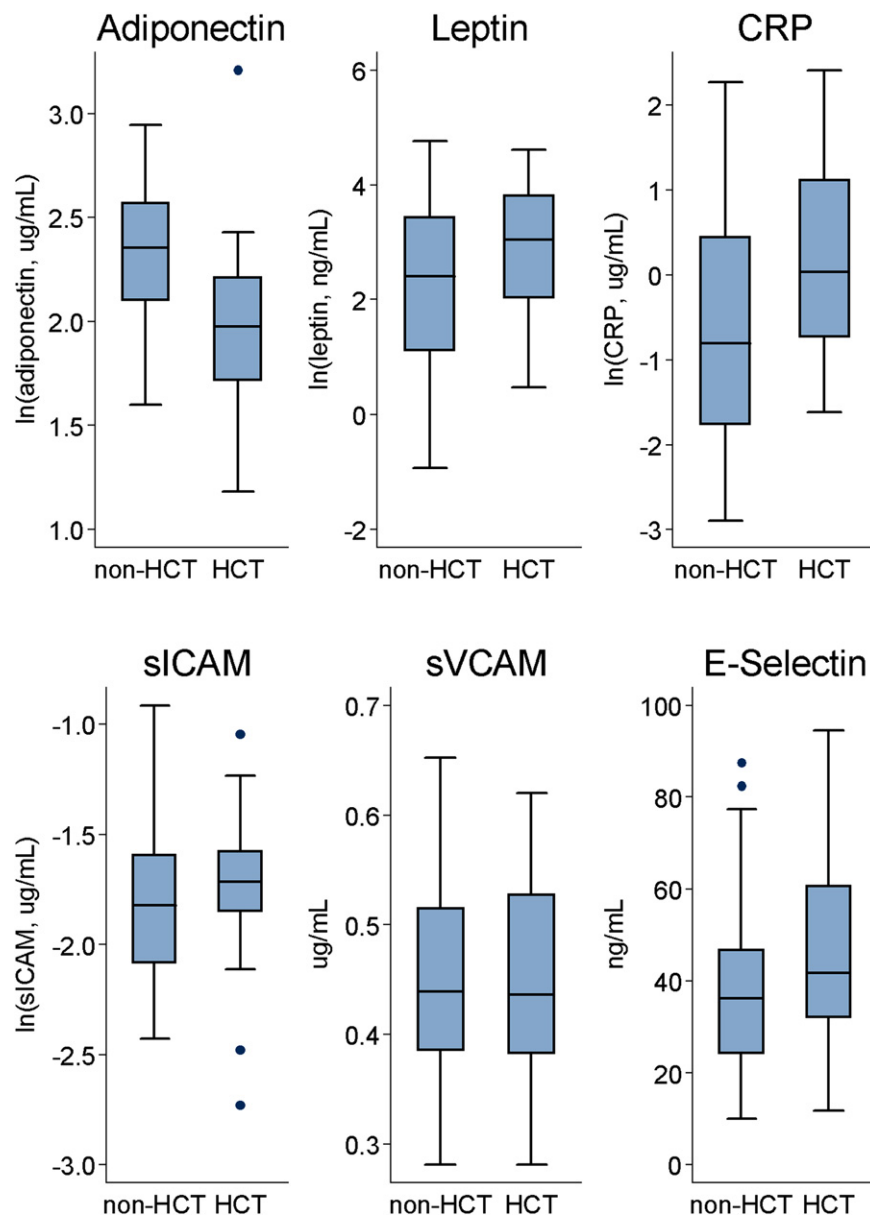 Adiponectin
ln(adiponectin, ug/mL)
3.0
2.5
2.0
1.5
1.0
non-HCT HCT
Leptin
ln(leptin, ng/mL)
6
4
2
0
-2
non-HCT HCT
CRP
ln(CRP, ug/mL)
2
1
0
-1
-2
-3
non-HCT HCT
sICAM
ln(sICAM, ug/mL)
-1.0
-1.5
-2.0
-2.5
-3.0
non-HCT HCT
sVCAM
ug/mL
0.7
0.6
0.5
0.4
0.3
non-HCT HCT
E-Selectin
ng/mL
100
80
60
40
20
0
non-HCT HCT